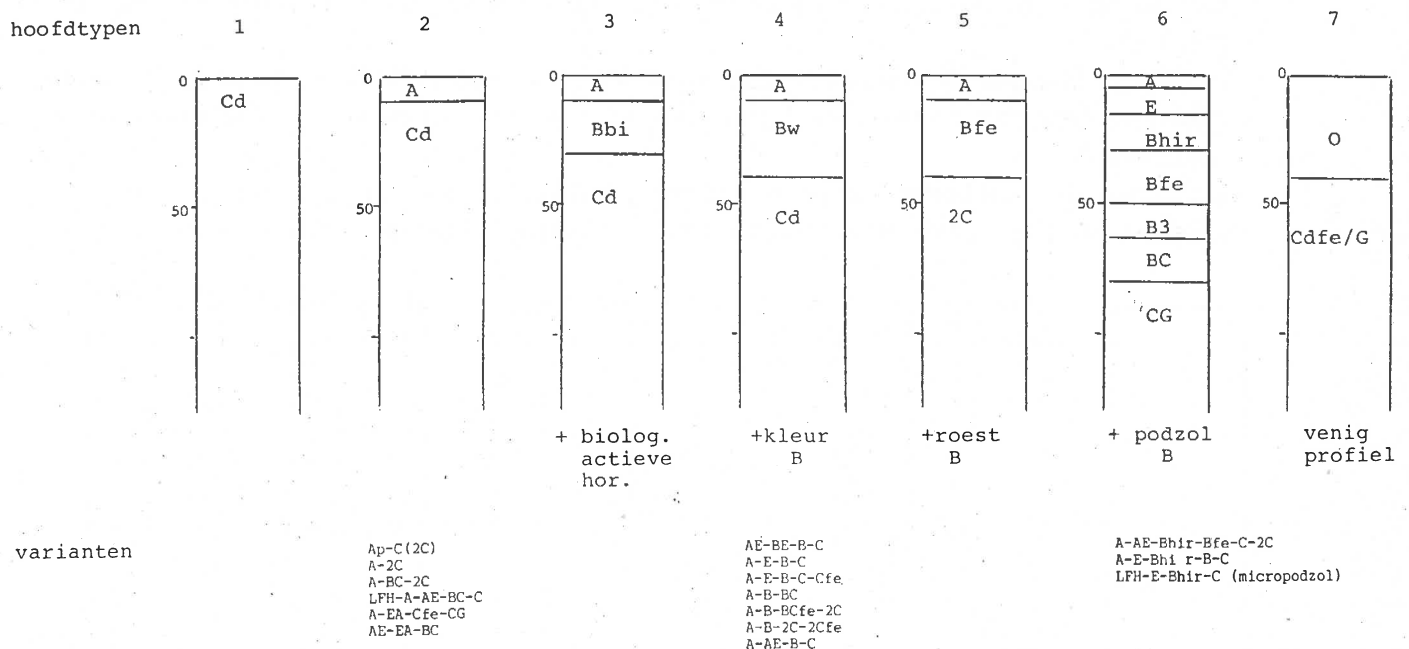 hoofdtypen 1 2 3 4 5 6 7
0 0 0 0 0 0 0
Cd
A
Cd
A
Bbi
Cd
A
Bw
Cd
A
Bfe
2C
A
E
Bhir
Bfe
B3
BC
CG
O
Cdfe/G
50 50 50 50 50 50 50
+ biolog.
actieve
hor.
+kleur
B
+roest
B
+ podzol
B
venig
profiel
varianten
Ap-C(2C)
A-2C
A-BC-2C
LFH-A-AE-BC-C
A-EA-Cfe-CG
AE-EA-BC
AE-BE-B-C
A-E-B-C
A-E-B-C-Cfe
A-B-BC
A-B-BCfe-2C
A-B-2C-2Cfe
A-AE-B-C
A-AE-Bhir-Bfe-C-2C
A-E-Bhi r-B-C
LFH-E-Bhir-C (micropodzol)